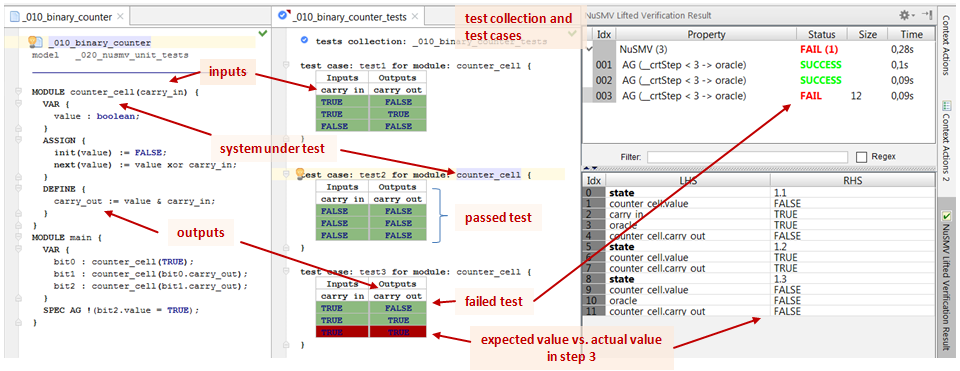 _010_binary_counter
_010_binary_counter_tests
_010_binary_counter
model _020_nusmv_unit_tests
MODULE counter_cell(carry_in) {
VAR {
value : boolean;
}
ASSIGN {
init(value) := FALSE;
next(value) := value xor carry_in;
}
DEFINE {
carry_out := value & carry_in;
}
}
MODULE main {
VAR {
bit0 : counter_cell(TRUE);
bit1 : counter_cell(bit0.carry_out);
bit2 : counter_cell(bit1.carry_out);
}
SPEC AG !(bit2.value = TRUE);
}
inputs
system under test
outputs
tests collection: _010_binary_counter_tests
test case: test1 for module: counter_cell {
Inputs Outputs
carry in carry out
TRUE FALSE
TRUE TRUE
FALSE FALSE
}
test case: test2 for module: counter_cell {
Inputs Outputs
carry in carry out
FALSE FALSE
FALSE FALSE
FALSE FALSE
}
test case: test3 for module: counter_cell {
Inputs Outputs
carry in carry out
TRUE FALSE
TRUE TRUE
TRUE TRUE
}
test collection and
test cases
passed test
failed test
expected value vs. actual value
in step 3
NuSMV Lifted Verification Result
Idx Property Status Size Time
NuSMV (3) FAIL (1) 0,28s
001 AG (__crtStep < 3 -> oracle) SUCCESS 0,1s
002 AG (__crtStep < 3 -> oracle) SUCCESS 0,09s
003 AG (__crtStep < 3 -> oracle) FAIL 12 0,09s
Filter: Regex
Idx LHS RHS
0 state 1.1
1 counter cell.value FALSE
2 carry in TRUE
3 oracle TRUE
4 counter cell.carry out FALSE
5 state 1.2
6 counter cell.value TRUE
7 counter cell.carry out TRUE
8 state 1.3
9 counter cell.value FALSE
10 oracle FALSE
11 counter cell.carry out FALSE
Context Actions
Context Actions 2
NuSMV Lifted Verification Result